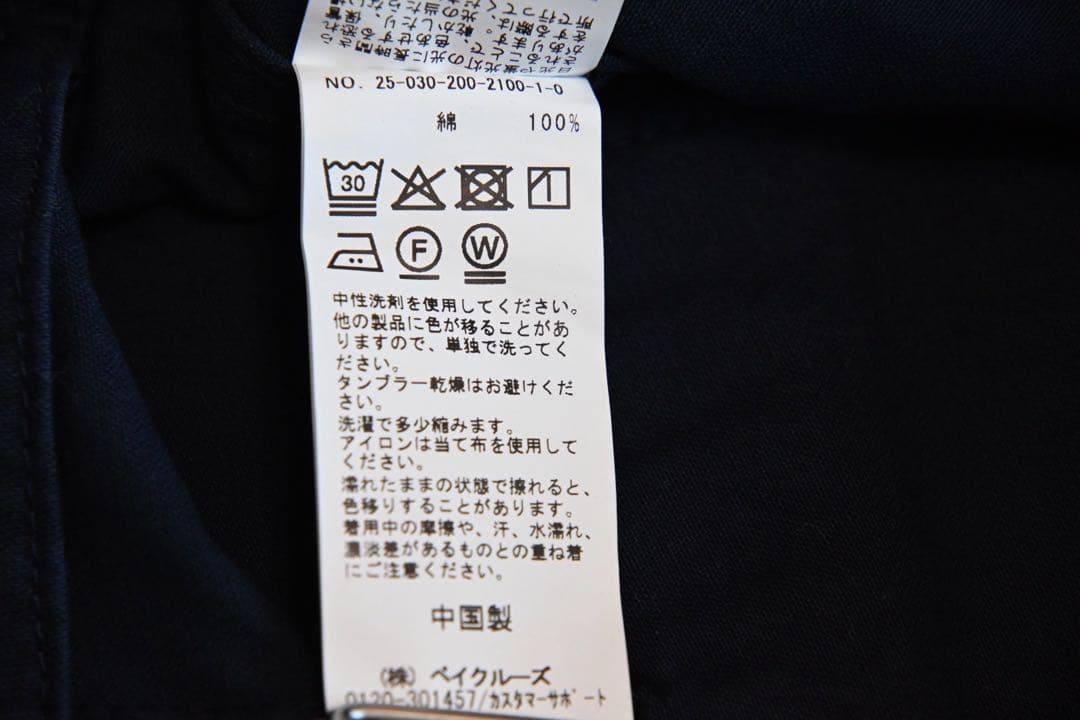 NO. 25-030-200-2100-1-0
綿 100%
30
F W
中性洗剤を使用してください。
他の製品に色が移ることがあ
りますので、単独で洗ってく
ださい。
タンブラー乾燥はお避けくだ
さい。
洗濯で多少縮みます。
アイロンは当て布を使用して
ください。
濡れたままの状態で擦れると、
色移りすることがあります。
着用中の摩擦や、汗、水濡れ、
濃淡差があるものとの重ね着
にご注意ください。
中国製
(株) ベイクルーズ
0120-301457/カスタマーサポート